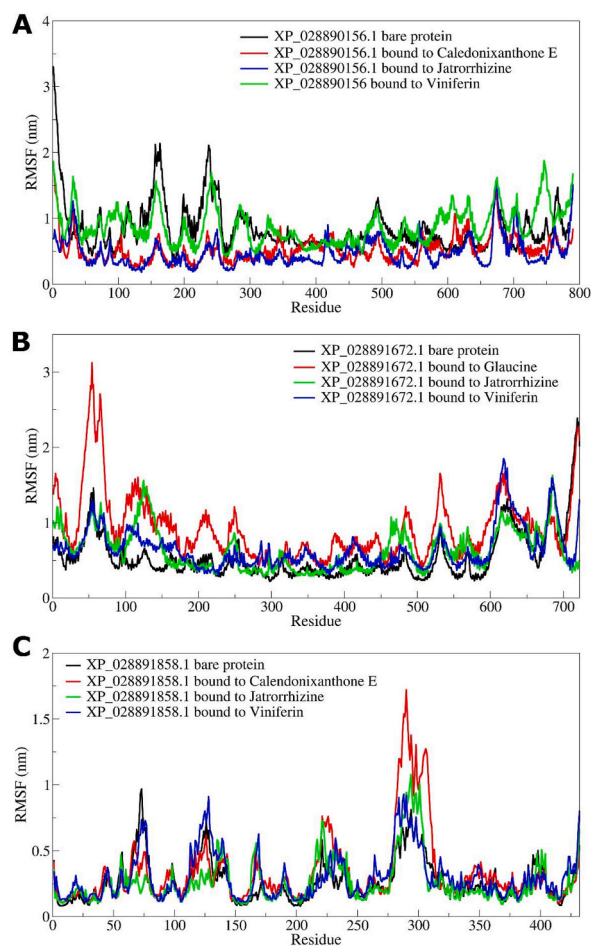 A
XP_028890156.1 bare protein
XP_028890156.1 bound to Caledonixanthone E
XP_028890156.1 bound to Jatrorrhizine
XP_028890156 bound to Viniferin
RMSF (nm)
4
3
2
1
0
0 100 200 300 400 500 600 700 800
Residue
B
XP_028891672.1 bare protein
XP_028891672.1 bound to Glaucine
XP_028891672.1 bound to Jatrorrhizine
XP_028891672.1 bound to Viniferin
RMSF (nm)
3
2
1
0
0 100 200 300 400 500 600 700
Residue
C
XP_028891858.1 bare protein
XP_028891858.1 bound to Calendonixanthone E
XP_028891858.1 bound to Jatrorrhizine
XP_028891858.1 bound to Viniferin
RMSF (nm)
2
1.5
1
0.5
0
0 50 100 150 200 250 300 350 400
Residue